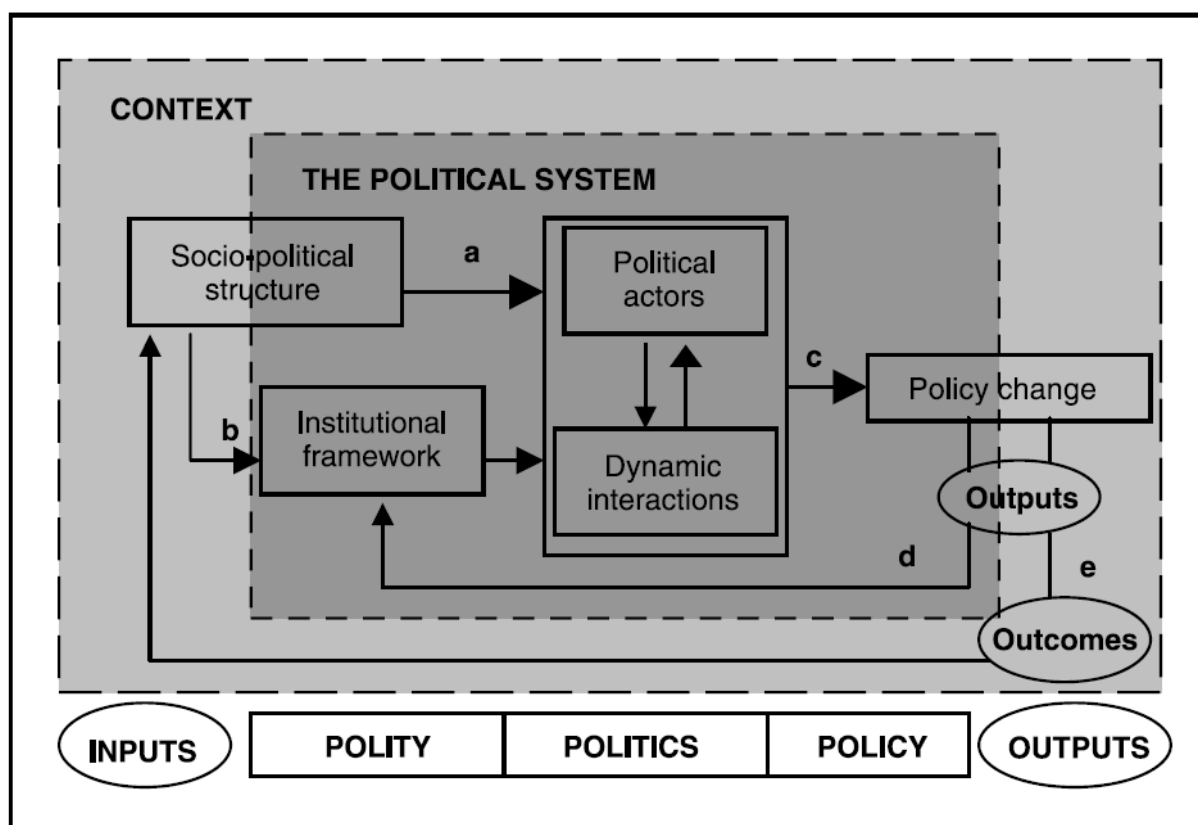 CONTEXT
THE POLITICAL SYSTEM
Socio-political
structure
a
Political
actors
b
Institutional
framework
c
Policy change
Dynamic
interactions
Outputs
d
e
Outcomes
INPUTS
POLITY
POLITICS
POLICY
OUTPUTS